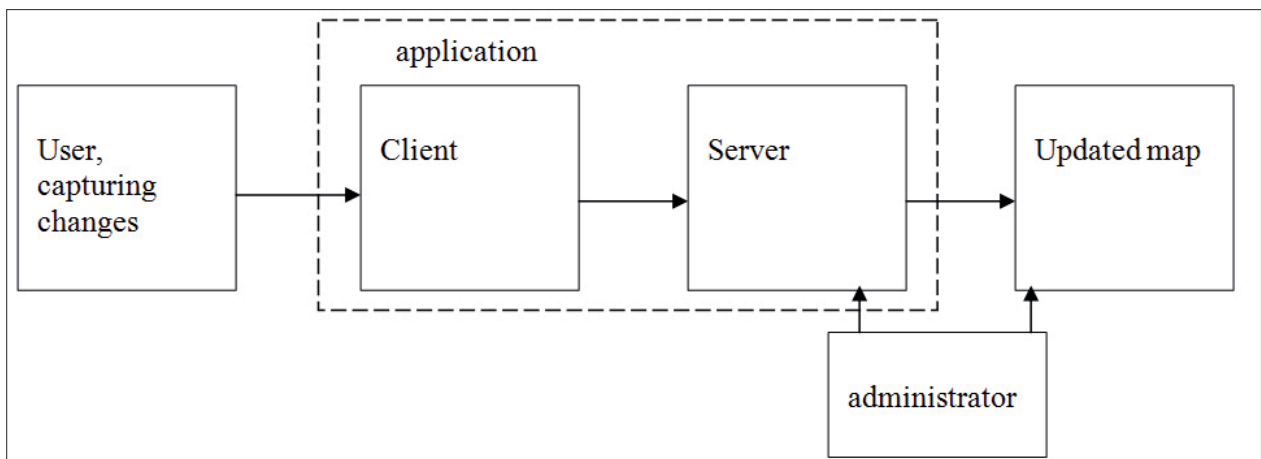 application
User,
capturing
changes
Client
Server
Updated map
administrator